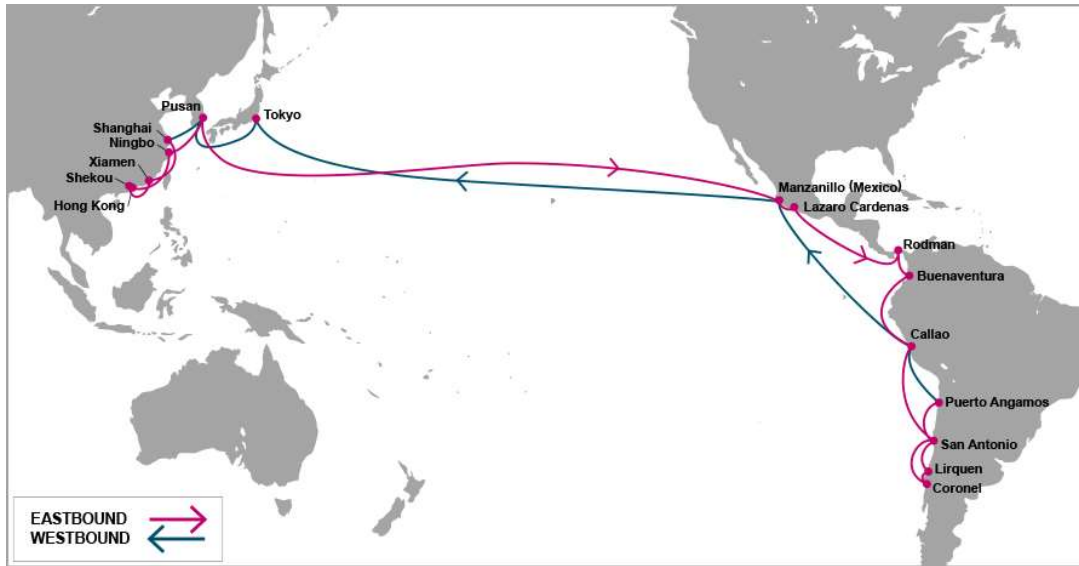 Pusan
Tokyo
Shanghai
Ningbo
Xiamen
Shekou
Hong Kong
Manzanillo (Mexico)
Lazaro Cardenas
Rodman
Buenaventura
Callao
Puerto Angamos
San Antonio
Lirquen
Coronel
EASTBOUND
WESTBOUND